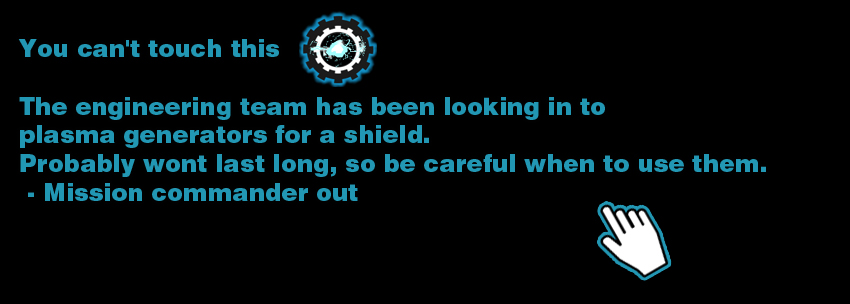 You can't touch this
The engineering team has been looking in to
plasma generators for a shield.
Probably wont last long, so be careful when to use them.
- Mission commander out